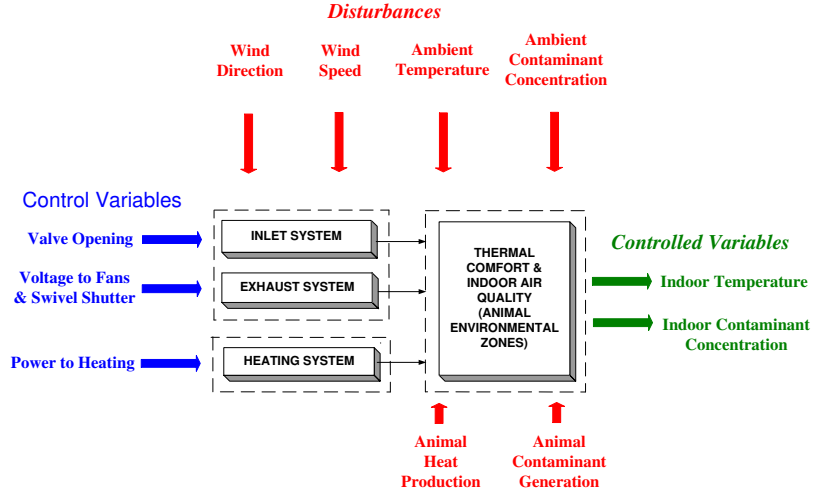 Disturbances
Wind
Direction
Wind
Speed
Ambient
Temperature
Ambient
Contaminant
Concentration
Control Variables
Valve Opening
Voltage to Fans
& Swivel Shutter
Power to Heating
INLET SYSTEM
EXHAUST SYSTEM
HEATING SYSTEM
THERMAL
COMFORT &
INDOOR AIR
QUALITY
(ANIMAL
ENVIRONMENTAL
ZONES)
Controlled Variables
Indoor Temperature
Indoor Contaminant
Concentration
Animal
Heat
Production
Animal
Contaminant
Generation